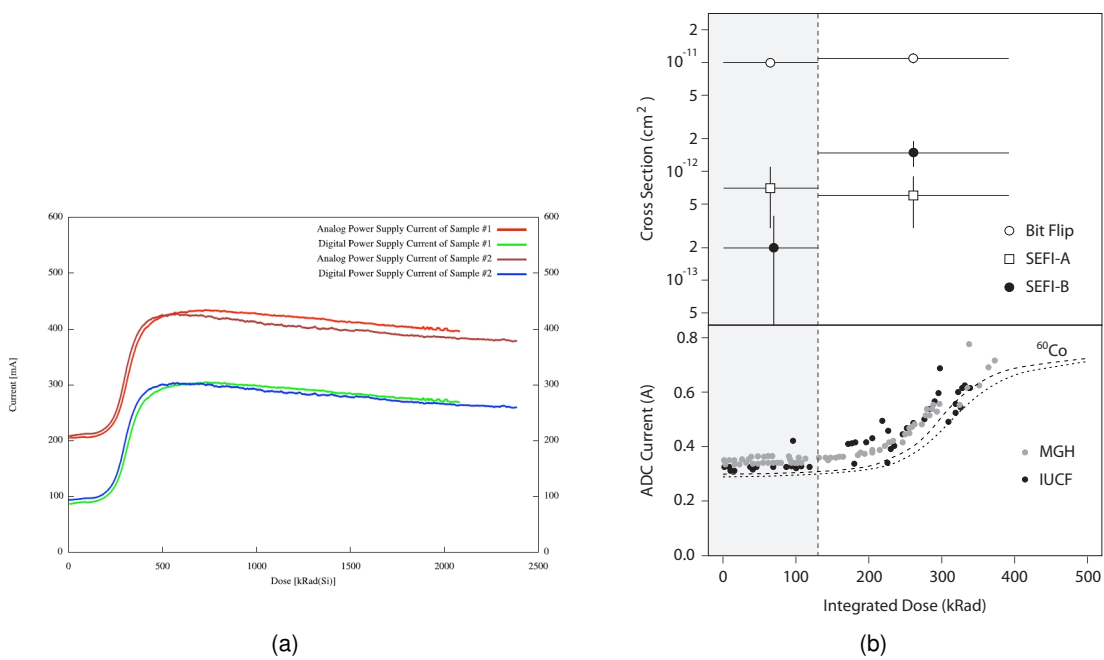 600
500
400
300
200
100
0
Current [mA]
Analog Power Supply Current of Sample #1
Digital Power Supply Current of Sample #1
Analog Power Supply Current of Sample #2
Digital Power Supply Current of Sample #2
600
500
400
300
200
100
0
0 500 1000 1500 2000 2500
Dose [kRad(Si)]
(a)
Cross Section (cm²)
2
10⁻¹¹
5
2
10⁻¹²
5
2
10⁻¹³
5
Bit Flip
SEFI-A
SEFI-B
ADC Current (A)
0.8
0.6
0.4
0.2
0.0
⁶⁰Co
MGH
IUCF
0 100 200 300 400 500
Integrated Dose (kRad)
(b)